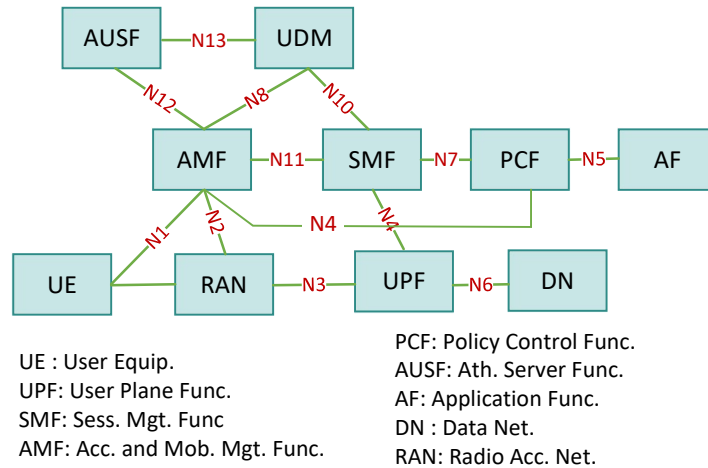 AUSF N13 UDM
N12 N8 N10
AMF N11 SMF N7 PCF N5 AF
N1 N2 N4 N4
UE RAN N3 UPF N6 DN
UE : User Equip.
UPF: User Plane Func.
SMF: Sess. Mgt. Func
AMF: Acc. and Mob. Mgt. Func.
PCF: Policy Control Func.
AUSF: Ath. Server Func.
AF: Application Func.
DN : Data Net.
RAN: Radio Acc. Net.